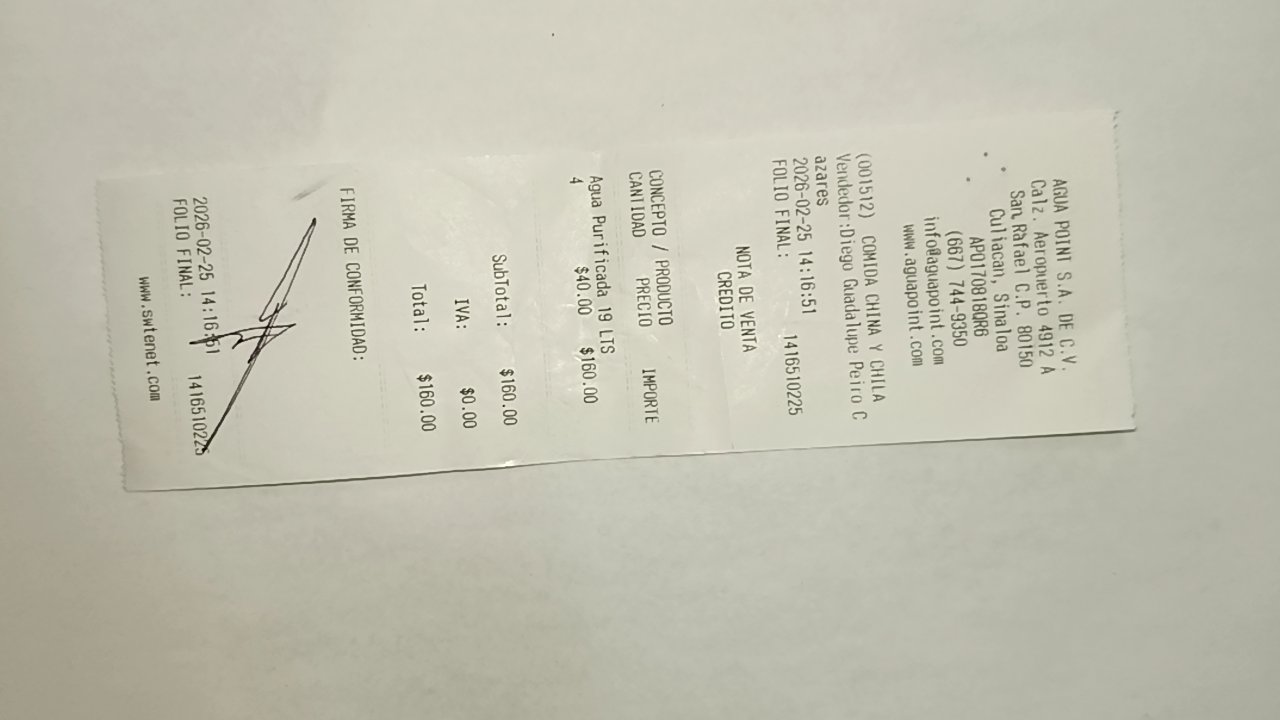 AGUA POINT S.A. DE C.V.
Calz. Aeropuerto 4912 A
San Rafael C.P. 80150
Culiacan, Sinaloa
APO170818QR6
(667) 744-9350
info@aguapoint.com
www.aguapoint.com
(001512) COMIDA CHINA Y CHILA
Vendedor:Diego Guadalupe Peiro C
azares
2026-02-25 14:16:51
FOLIO FINAL: 1416510225
NOTA DE VENTA
CREDITO
CONCEPTO / PRODUCTO
CANTIDAD PRECIO IMPORTE
Agua Purificada 19 LTS
4 $40.00 $160.00
SubTotal: $160.00
IVA: $0.00
Total: $160.00
FIRMA DE CONFORMIDAD:
2026-02-25 14:16:51
FOLIO FINAL: 1416510225
www.swtenet.com